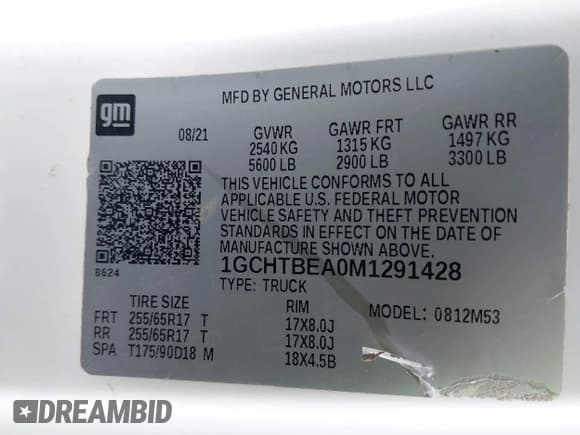 gm
MFD BY GENERAL MOTORS LLC
08/21 GVWR GAWR FRT GAWR RR
2540 KG 1315 KG 1497 KG
5600 LB 2900 LB 3300 LB
THIS VEHICLE CONFORMS TO ALL
APPLICABLE U.S. FEDERAL MOTOR
VEHICLE SAFETY AND THEFT PREVENTION
STANDARDS IN EFFECT ON THE DATE OF
MANUFACTURE SHOWN ABOVE.
B624
1GCHTBEA0M1291428
TYPE: TRUCK
TIRE SIZE RIM MODEL: 0812M53
FRT 255/65R17 T 17X8.0J
RR 255/65R17 T 17X8.0J
SPA T175/90D18 M 18X4.5B
DREAMBID